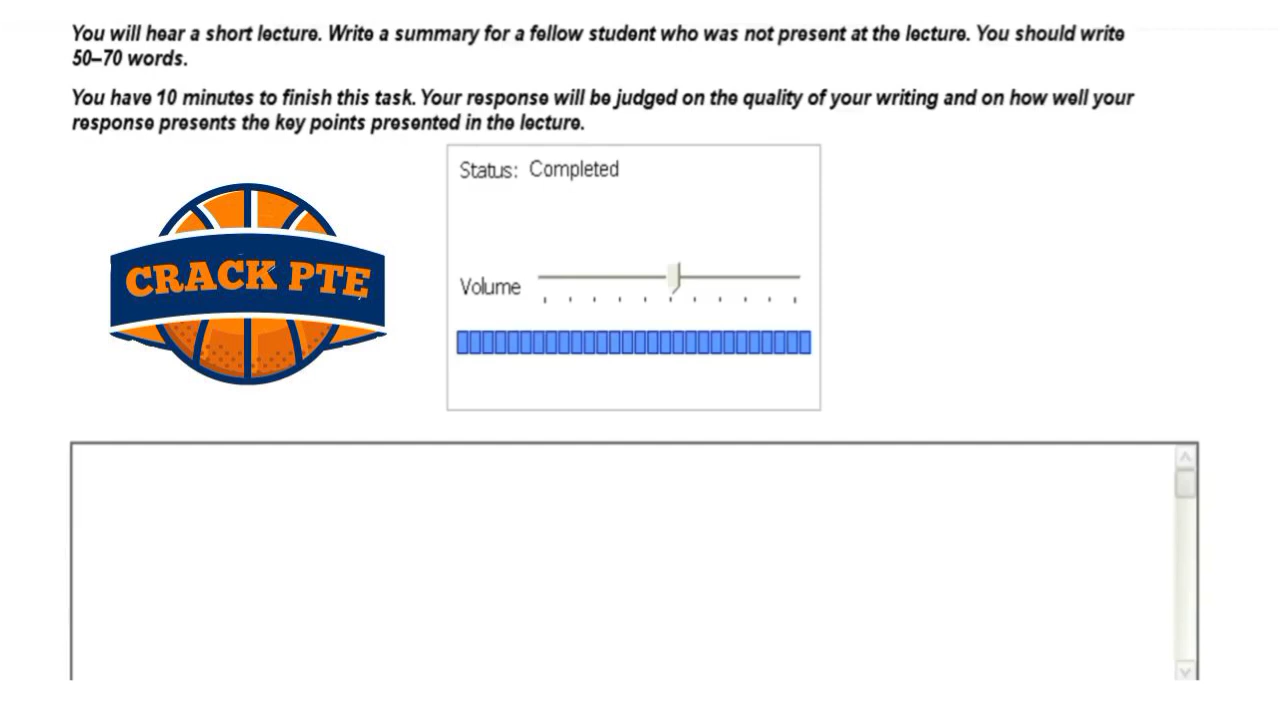 You will hear a short lecture. Write a summary for a fellow student who was not present at the lecture. You should write
50–70 words.
You have 10 minutes to finish this task. Your response will be judged on the quality of your writing and on how well your
response presents the key points presented in the lecture.
Status: Completed
CRACK PTE
Volume